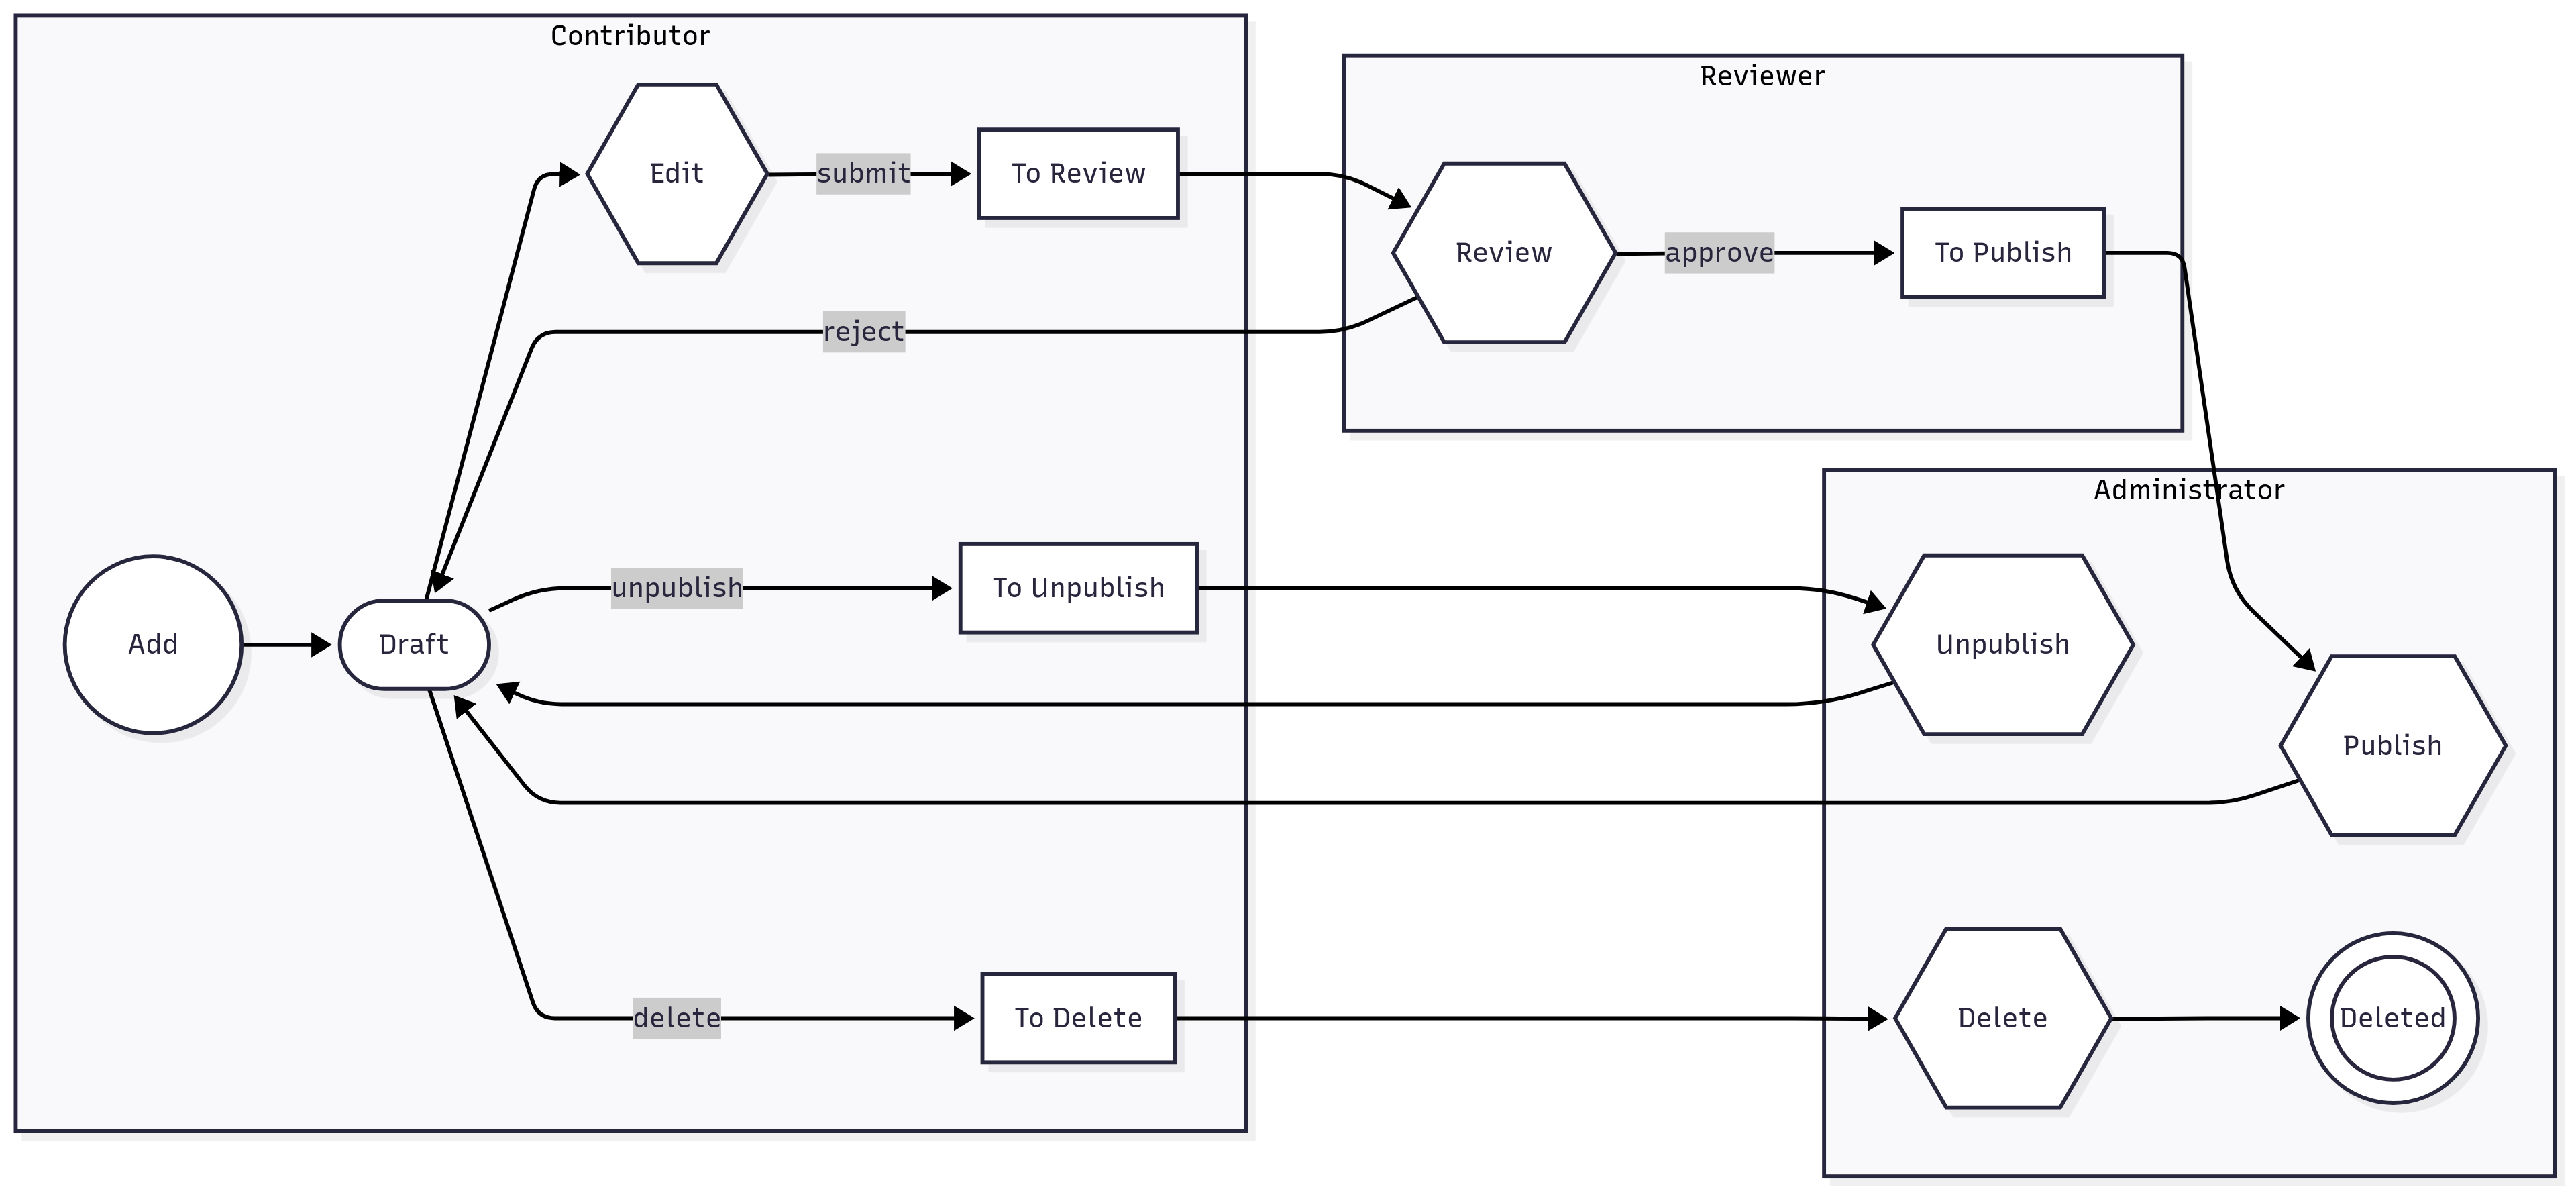 Contributor
Edit
submit
To Review
reject
Add
Draft
unpublish
To Unpublish
delete
To Delete
Reviewer
Review
approve
To Publish
Administrator
Unpublish
Publish
Delete
Deleted